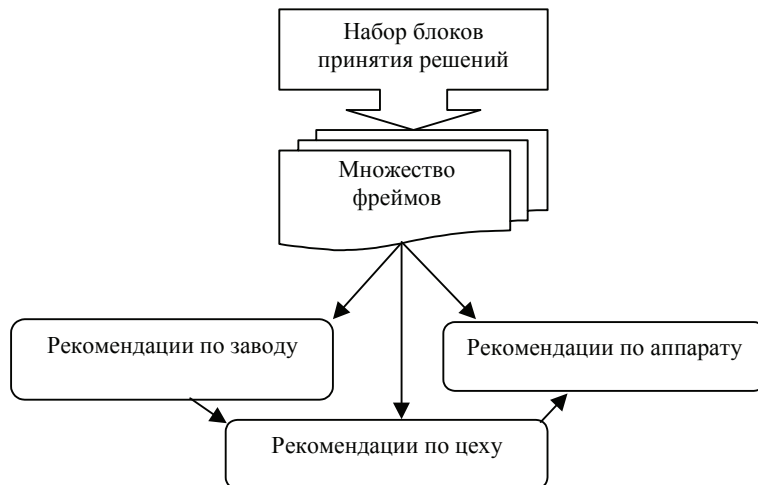 Набор блоков
принятия решений
Множество
фреймов
Рекомендации по заводу
Рекомендации по аппарату
Рекомендации по цеху